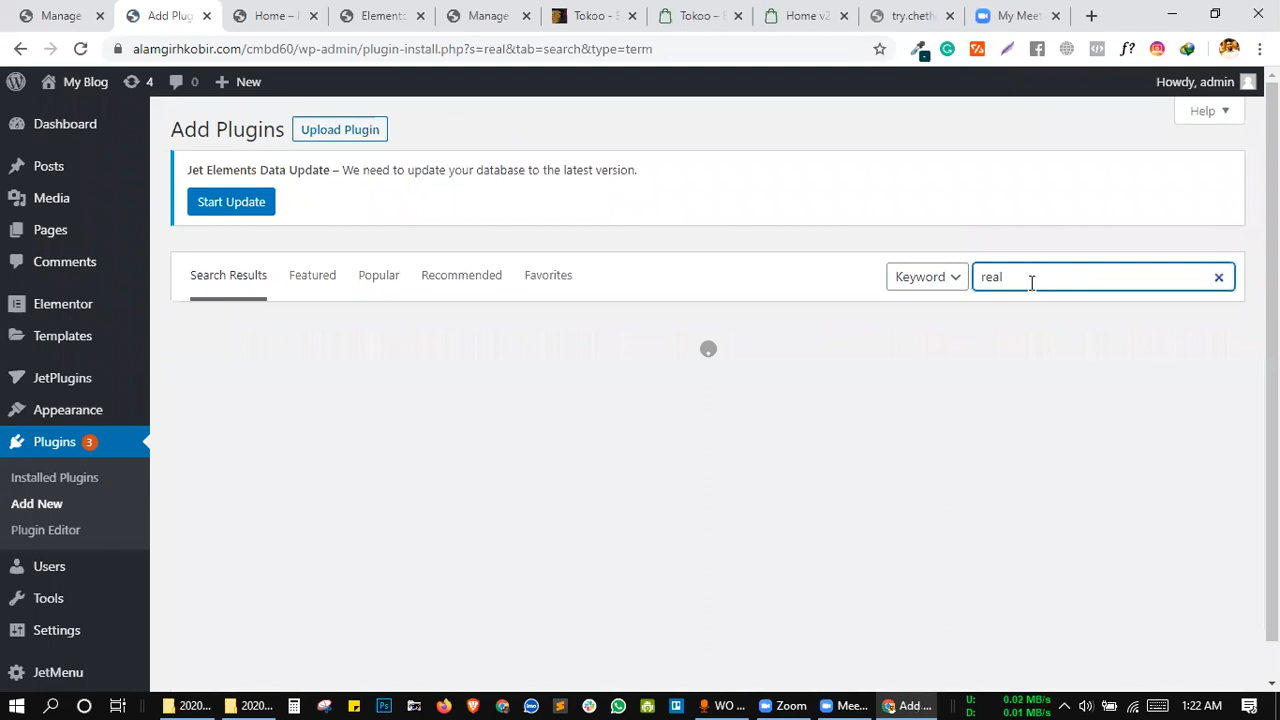 Manage
Add Plug
Home –
Elements
Manage
Tokoo - E
Tokoo –
Home v2
try.cheth
My Meet
alamgirhkobir.com/cmbd60/wp-admin/plugin-install.php?s=real&tab=search&type=term
My Blog
4
0
New
Howdy, admin
Dashboard
Posts
Media
Pages
Comments
Elementor
Templates
JetPlugins
Appearance
Plugins 3
Installed Plugins
Add New
Plugin Editor
Users
Tools
Settings
JetMenu
Add Plugins
Upload Plugin
Help
Jet Elements Data Update – We need to update your database to the latest version.
Start Update
Search Results
Featured
Popular
Recommended
Favorites
Keyword
real
2020...
2020...
Ps
WO ...
Zoom
Mee...
Add ...
U: 0.02 MB/s
D: 0.01 MB/s
1:22 AM